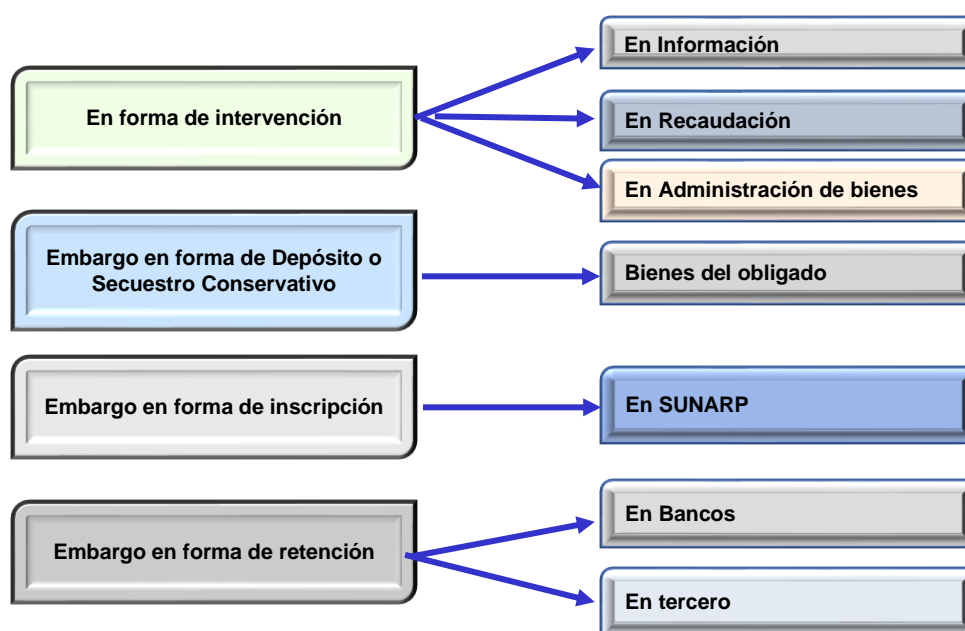 En forma de intervención
En Información
En Recaudación
En Administración de bienes
Embargo en forma de Depósito o
Secuestro Conservativo
Bienes del obligado
Embargo en forma de inscripción
En SUNARP
Embargo en forma de retención
En Bancos
En tercero